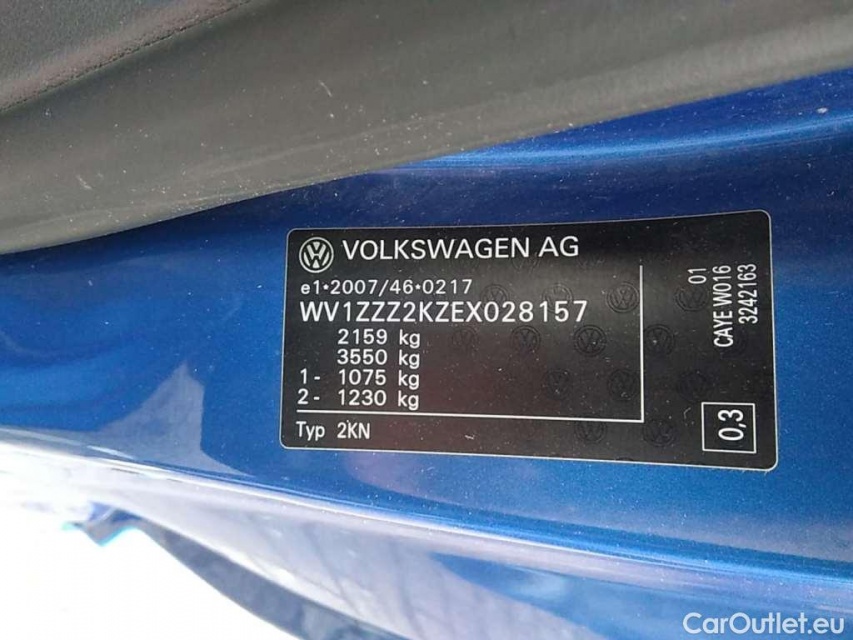 VOLKSWAGEN AG
e1•2007/46•0217
WV1ZZZ2KZEX028157
2159 kg
3550 kg
1- 1075 kg
2- 1230 kg
Typ 2KN
01
CAYE W016
3242163
0,3
CarOutlet.eu